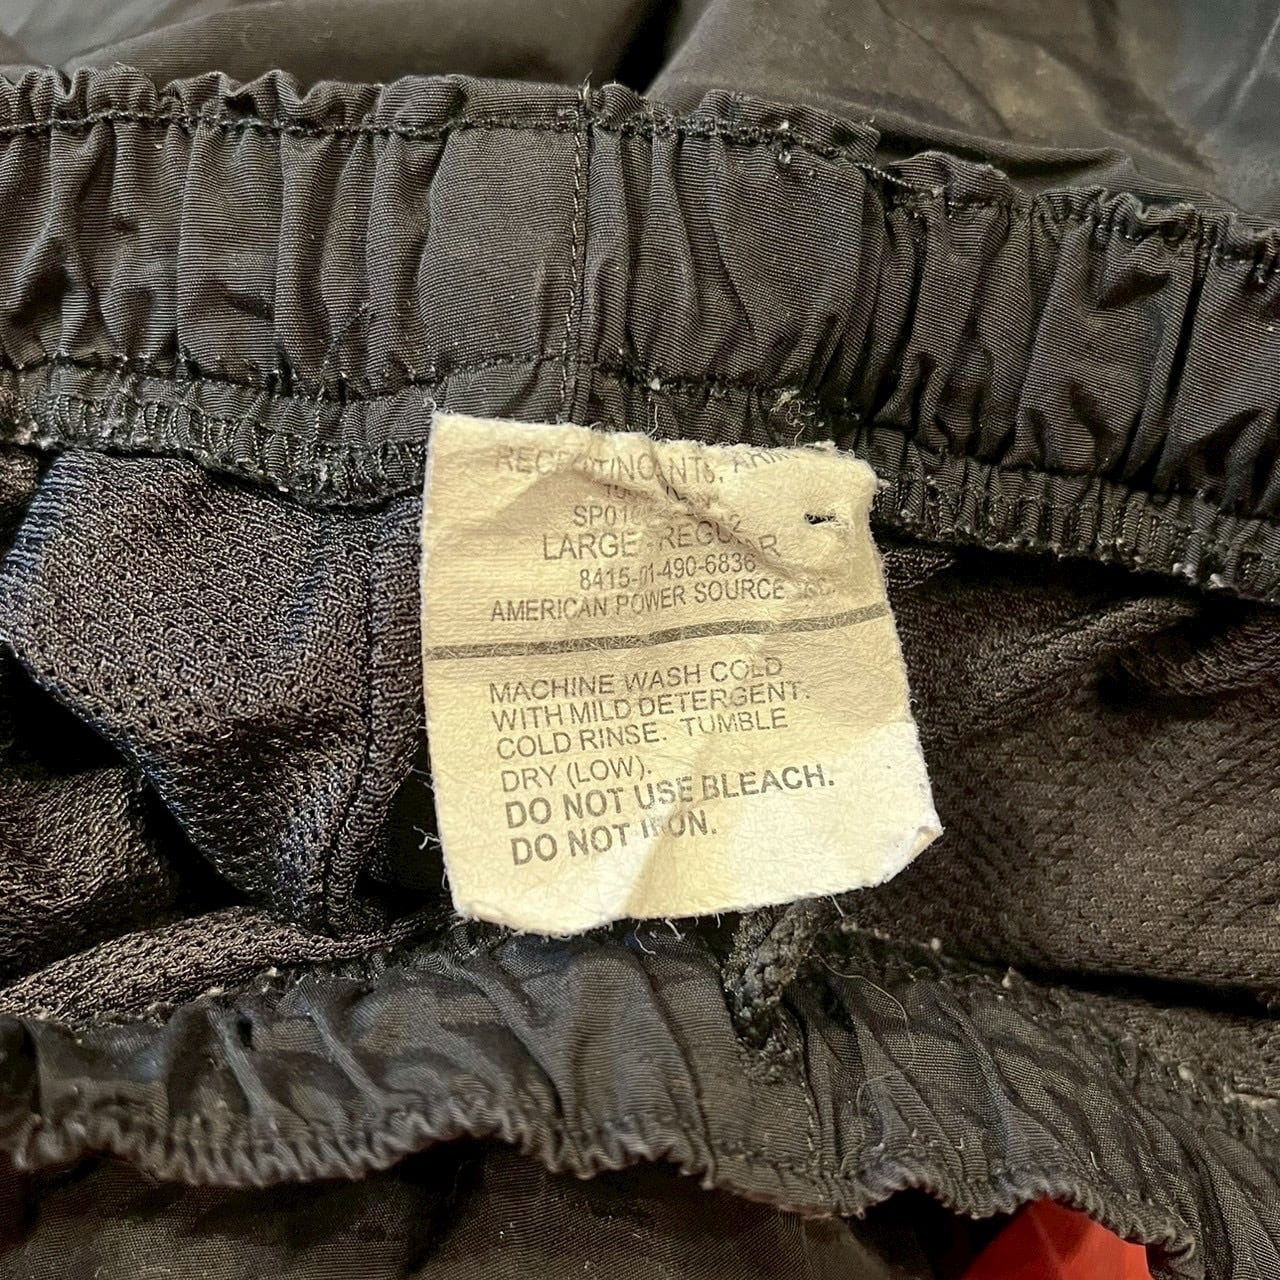 LARGE - REGULAR
8415-01-490-6836
AMERICAN POWER SOURCE
MACHINE WASH COLD
WITH MILD DETERGENT.
COLD RINSE. TUMBLE
DRY (LOW).
DO NOT USE BLEACH.
DO NOT IRON.